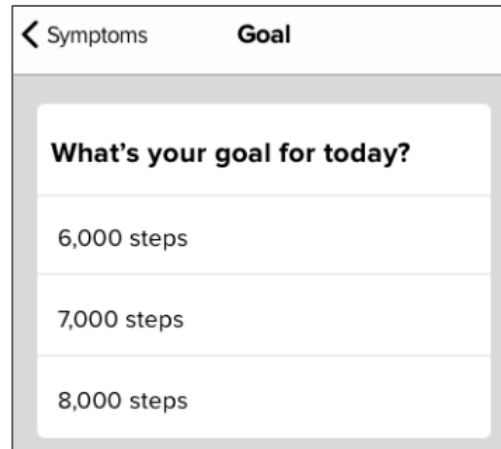 Symptoms Goal
What's your goal for today?
6,000 steps
7,000 steps
8,000 steps